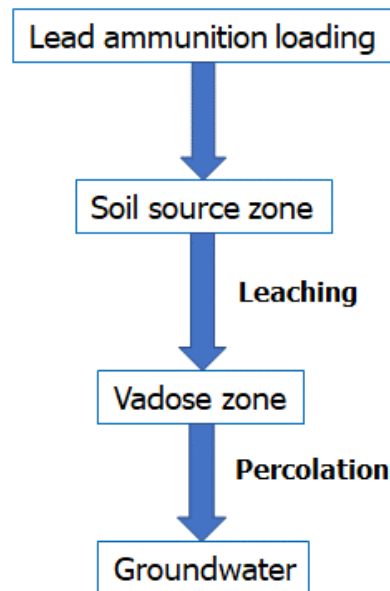 Lead ammunition loading
Soil source zone
Leaching
Vadose zone
Percolation
Groundwater